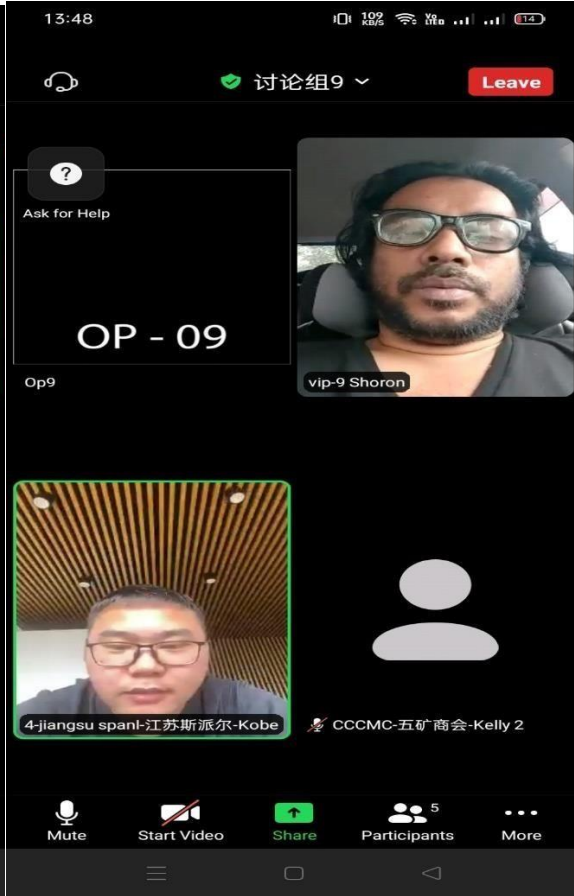 13:48
109
KB/S
Vo
LTED
14
讨论组9
Leave
?
Ask for Help
OP - 09
Op9
vip-9 Shoron
4-jiangsu spanl-江苏斯派尔-Kobe
CCCMC-五矿商会-Kelly 2
Mute
Start Video
Share
Participants
5
More